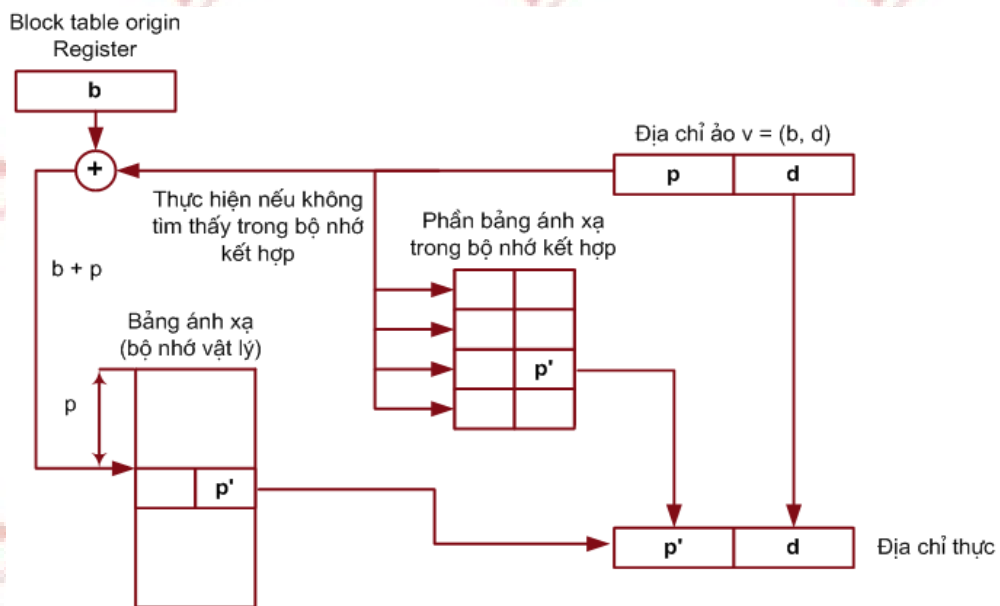 Block table origin
Register
b
+
Địa chỉ ảo v = (b, d)
p d
Thực hiện nếu không
tìm thấy trong bộ nhớ
kết hợp
Phần bảng ánh xạ
trong bộ nhớ kết hợp
b + p
Bảng ánh xạ
(bộ nhớ vật lý)
p'
p
p'
p' d
Địa chỉ thực